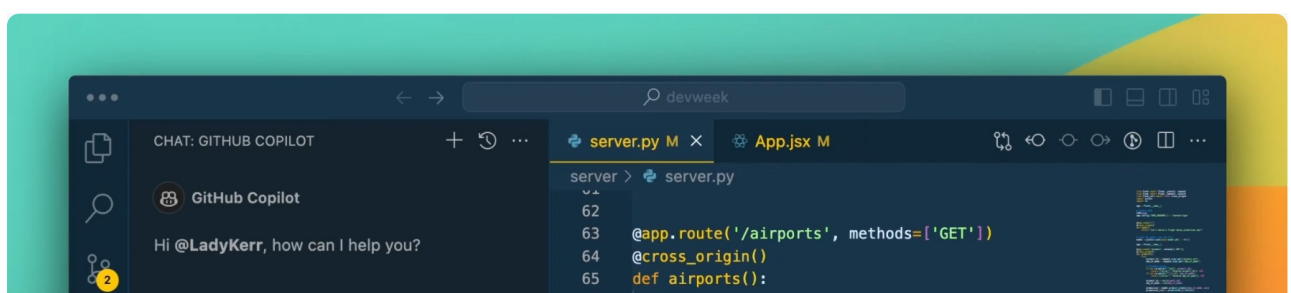 devweek
CHAT: GITHUB COPILOT
server.py M
App.jsx M
server > server.py
GitHub Copilot
Hi @LadyKerr, how can I help you?
2
61
62
63 @app.route('/airports', methods=['GET'])
64 @cross_origin()
65 def airports():